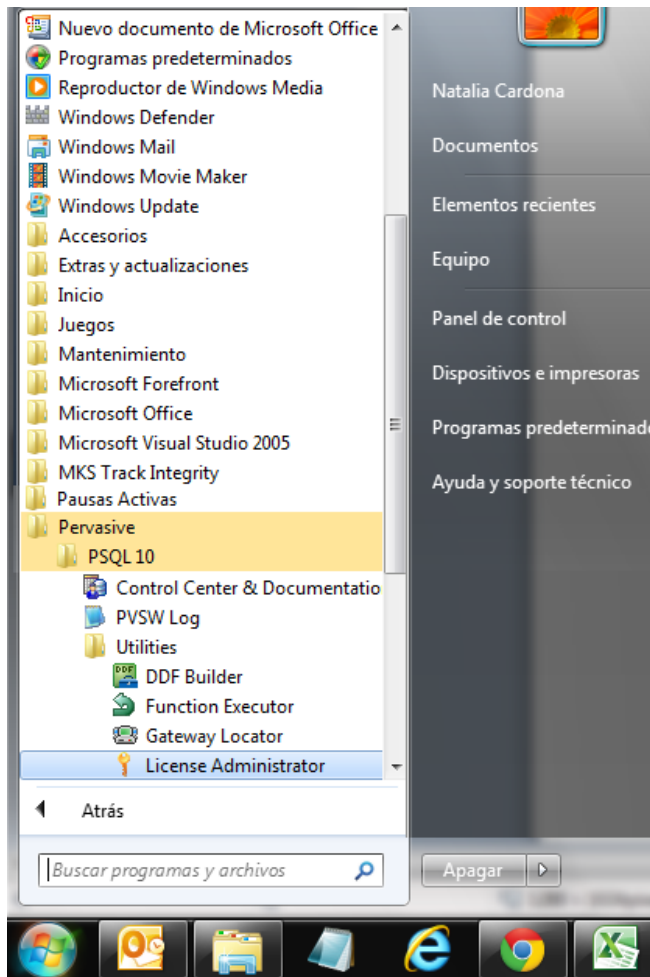 Nuevo documento de Microsoft Office
Programas predeterminados
Reproductor de Windows Media
Windows Defender
Windows Mail
Windows Movie Maker
Windows Update
Accesorios
Extras y actualizaciones
Inicio
Juegos
Mantenimiento
Microsoft Forefront
Microsoft Office
Microsoft Visual Studio 2005
MKS Track Integrity
Pausas Activas
Pervasive
PSQL 10
Control Center & Documentatio
PVSW Log
Utilities
DDF Builder
Function Executor
Gateway Locator
License Administrator
Atrás
Buscar programas y archivos
Natalia Cardona
Documentos
Elementos recientes
Equipo
Panel de control
Dispositivos e impresoras
Programas predeterminado
Ayuda y soporte técnico
Apagar